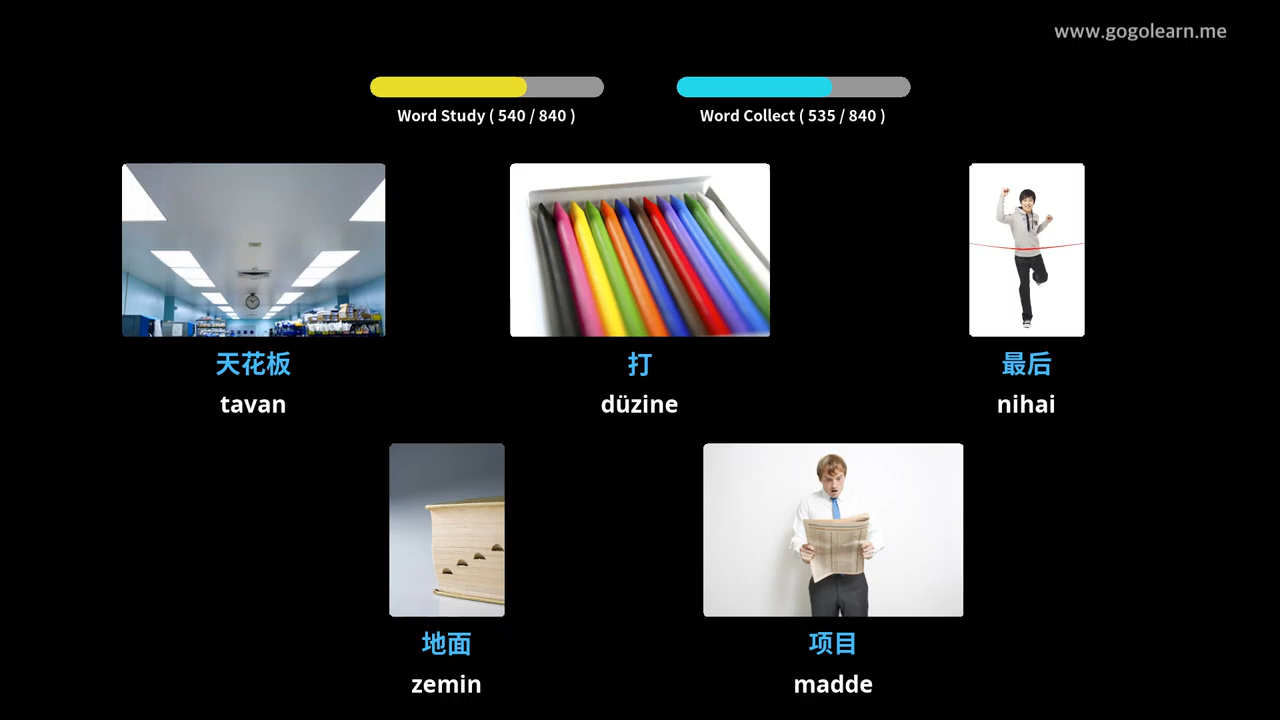 www.gogolearn.me
Word Study ( 540 / 840 )
Word Collect ( 535 / 840 )
天花板
打
最后
tavan
düzine
nihai
地面
项目
zemin
madde